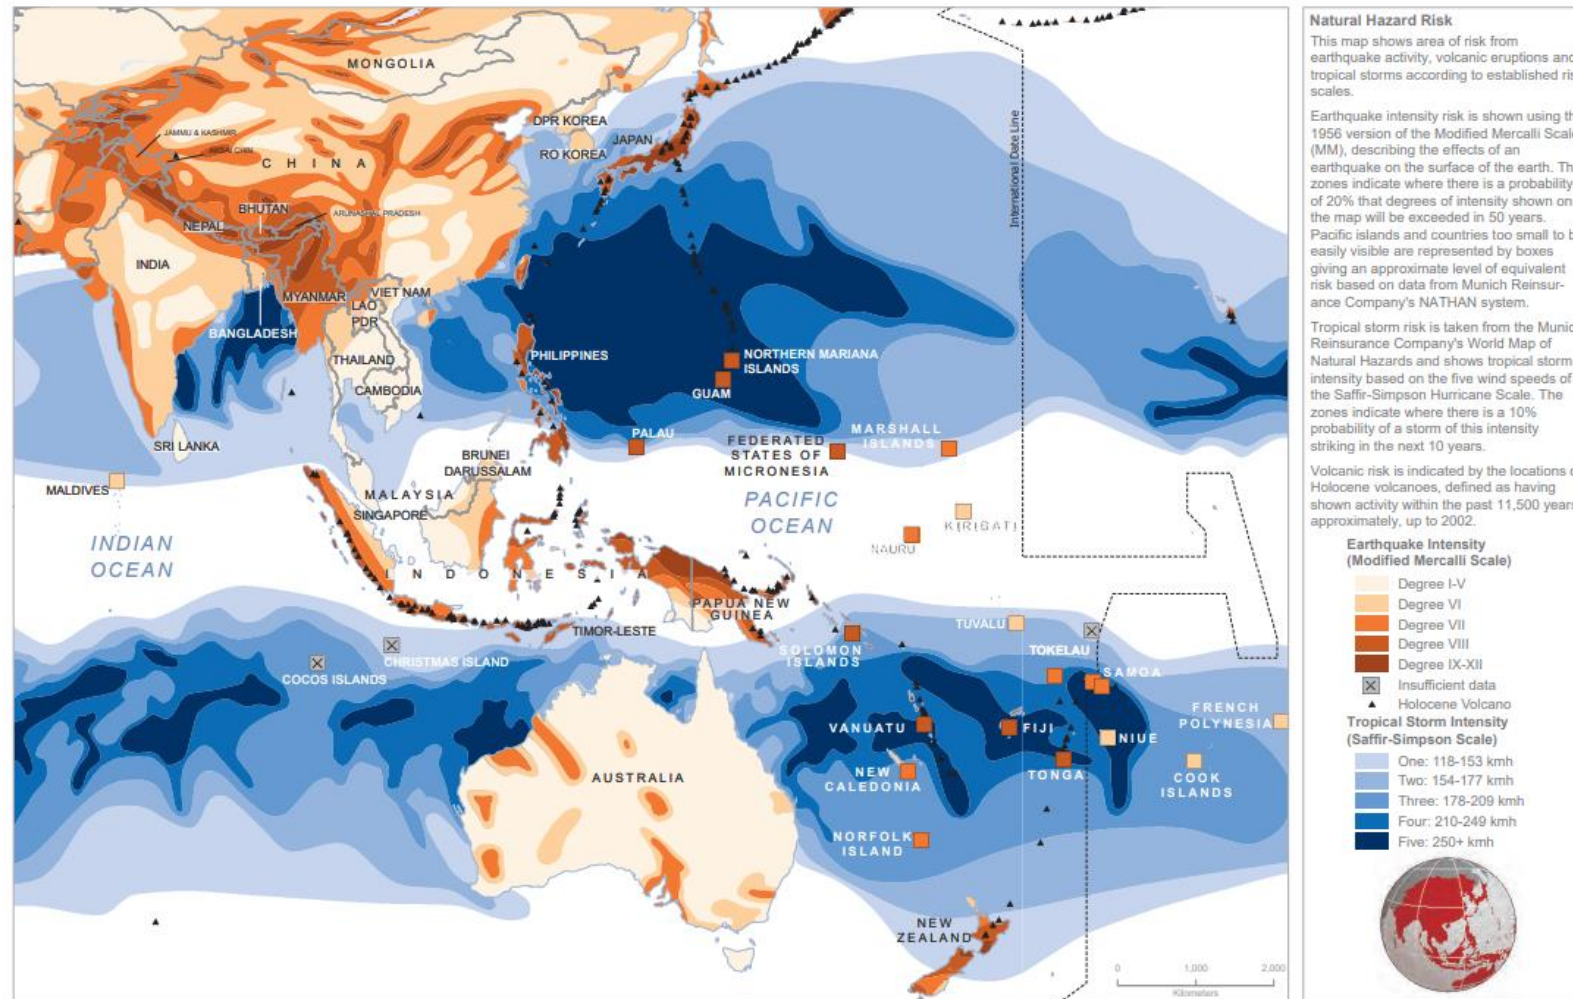 MONGOLIA
DPR KOREA
JAPAN
RO KOREA
JAMMU & KASHMIR
AKSAI CHIN
C H I N A
BHUTAN
ARUNACHAL PRADESH
NEPAL
INDIA
MYANMAR
VIET NAM
LAO
PDR
BANGLADESH
THAILAND
PHILIPPINES
NORTHERN MARIANA
ISLANDS
GUAM
CAMBODIA
SRI LANKA
PALAU
FEDERATED
STATES OF
MICRONESIA
MARSHALL
ISLANDS
BRUNEI
DARUSSALAM
MALDIVES
MALAYSIA
SINGAPORE
PACIFIC
OCEAN
KIRIBATI
NAURU
INDIAN
OCEAN
I N D O N E S I A
PAPUA NEW
GUINEA
TIMOR-LESTE
TUVALU
SOLOMON
ISLANDS
CHRISTMAS ISLAND
COCOS ISLANDS
TOKELAU
SAMOA
FRENCH
POLYNESIA
VANUATU
FIJI
NIUE
AUSTRALIA
NEW
CALEDONIA
TONGA
COOK
ISLANDS
NORFOLK
ISLAND
NEW
ZEALAND
International Date Line
0 1,000 2,000
Kilometers
Natural Hazard Risk
This map shows area of risk from
earthquake activity, volcanic eruptions and
tropical storms according to established ris
scales.
Earthquake intensity risk is shown using th
1956 version of the Modified Mercalli Scale
(MM), describing the effects of an
earthquake on the surface of the earth. Th
zones indicate where there is a probability
of 20% that degrees of intensity shown on
the map will be exceeded in 50 years.
Pacific islands and countries too small to b
easily visible are represented by boxes
giving an approximate level of equivalent
risk based on data from Munich Reinsur-
ance Company's NATHAN system.
Tropical storm risk is taken from the Munic
Reinsurance Company's World Map of
Natural Hazards and shows tropical storm
intensity based on the five wind speeds of
the Saffir-Simpson Hurricane Scale. The
zones indicate where there is a 10%
probability of a storm of this intensity
striking in the next 10 years.
Volcanic risk is indicated by the locations o
Holocene volcanoes, defined as having
shown activity within the past 11,500 years
approximately, up to 2002.
Earthquake Intensity
(Modified Mercalli Scale)
Degree I-V
Degree VI
Degree VII
Degree VIII
Degree IX-XII
Insufficient data
Holocene Volcano
Tropical Storm Intensity
(Saffir-Simpson Scale)
One: 118-153 kmh
Two: 154-177 kmh
Three: 178-209 kmh
Four: 210-249 kmh
Five: 250+ kmh